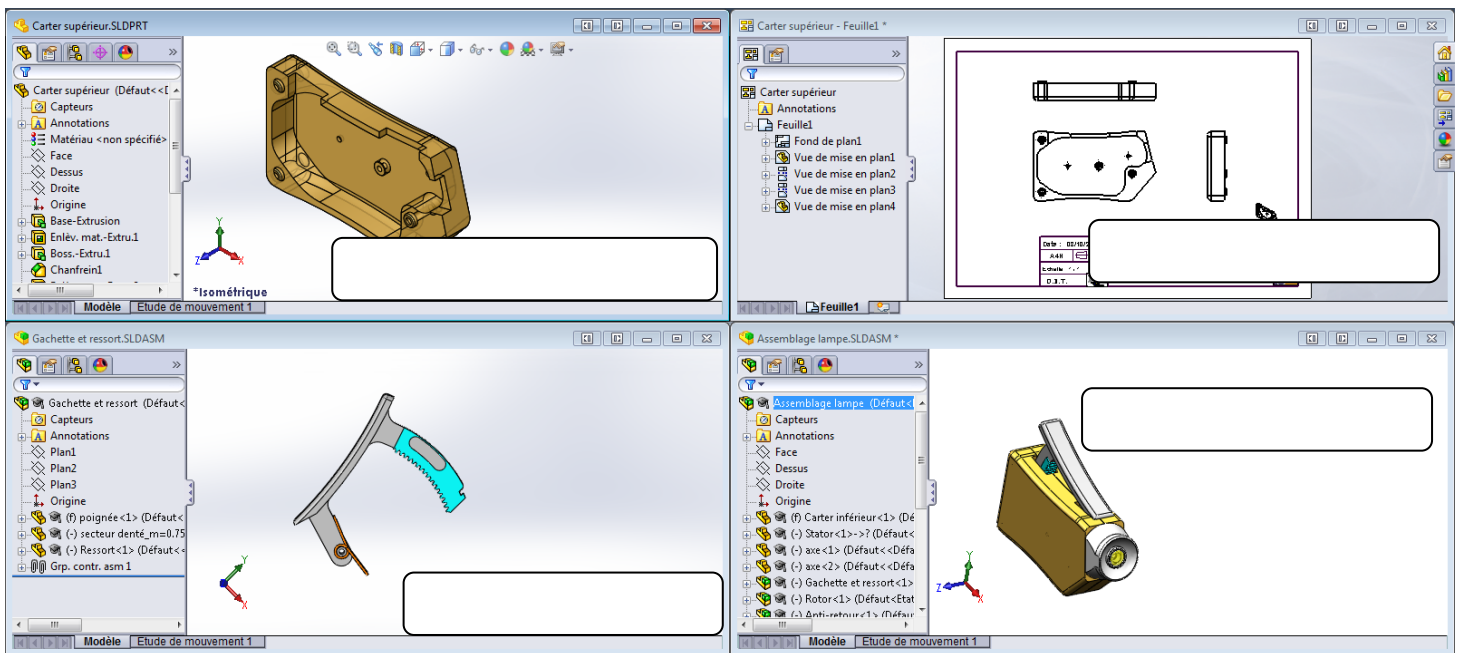 Carter supérieur.SLDPRT
Carter supérieur (Défaut<<
Capteurs
Annotations
Matériau <non spécifié>
Face
Dessus
Droite
Origine
Base-Extrusion
Enlèv. mat.-Extru.1
Boss.-Extru.1
Chanfrein1
Y
Z
X
*Isométrique
Modèle
Etude de mouvement 1
Carter supérieur - Feuille1 *
Carter supérieur
Annotations
Feuille1
Fond de plan1
Vue de mise en plan1
Vue de mise en plan2
Vue de mise en plan3
Vue de mise en plan4
Date :
A4H
Echelle
D.I.T.
Feuille1
Gachette et ressort.SLDASM
Gachette et ressort (Défaut<
Capteurs
Annotations
Plan1
Plan2
Plan3
Origine
(f) poignée<1> (Défaut<
(-) secteur denté_m=0.75
(-) Ressort<1> (Défaut<<
Grp. contr. asm 1
Y
X
Modèle
Etude de mouvement 1
Assemblage lampe.SLDASM *
Assemblage lampe (Défaut<
Capteurs
Annotations
Face
Dessus
Droite
Origine
(f) Carter inférieur<1> (Dé
(-) Stator<1>->? (Défaut<
(-) axe<1> (Défaut<<Défa
(-) axe<2> (Défaut<<Défa
(-) Gachette et ressort<1>
(-) Rotor<1> (Défaut<Etat
(-) Anti-retour<1> (Défau
Y
Z
X
Modèle
Etude de mouvement 1